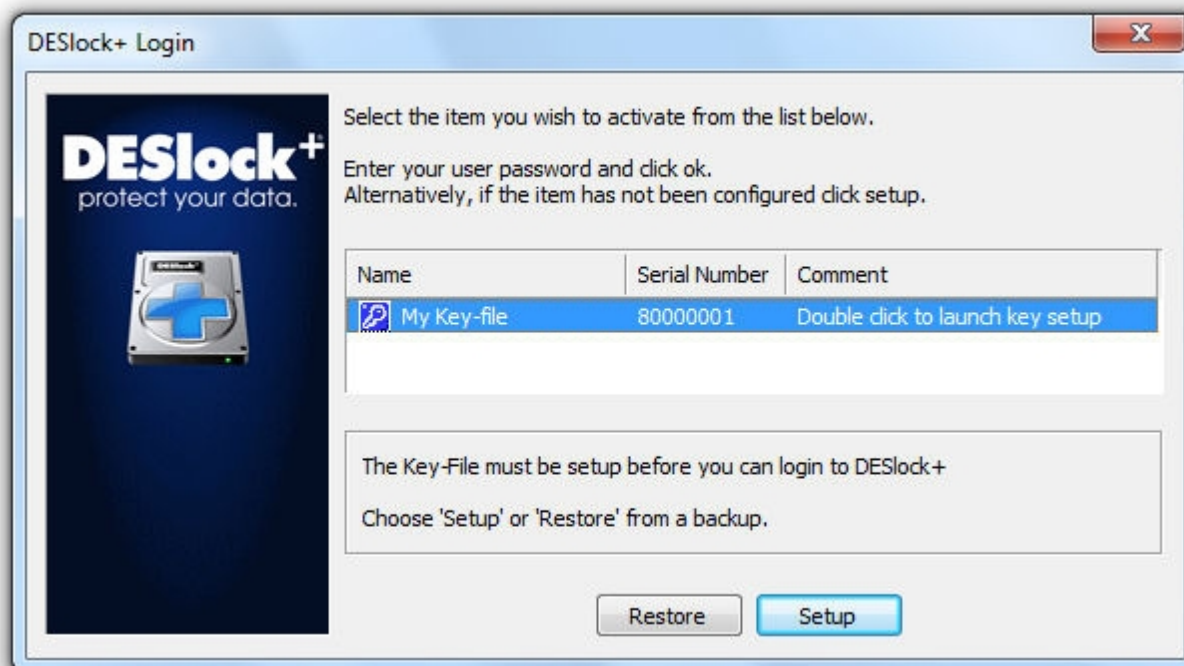 DESlock+ Login
DESlock+
protect your data.
DESlock+
Select the item you wish to activate from the list below.
Enter your user password and click ok.
Alternatively, if the item has not been configured click setup.
Name Serial Number Comment
My Key-file 80000001 Double click to launch key setup
The Key-File must be setup before you can login to DESlock+
Choose 'Setup' or 'Restore' from a backup.
Restore Setup